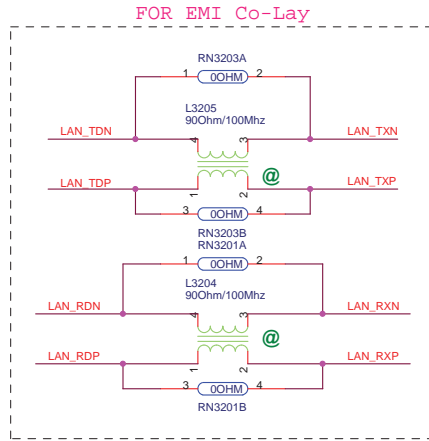 FOR EMI Co-Lay
RN3203A
1 0OHM 2
L3205
90Ohm/100Mhz
LAN_TDN 4 3 LAN_TXN
LAN_TDP 1 2 LAN_TXP
@
3 0OHM 4
RN3203B
RN3201A
1 0OHM 2
L3204
90Ohm/100Mhz
LAN_RDN 4 3 LAN_RXN
@
LAN_RDP 1 2 LAN_RXP
3 0OHM 4
RN3201B